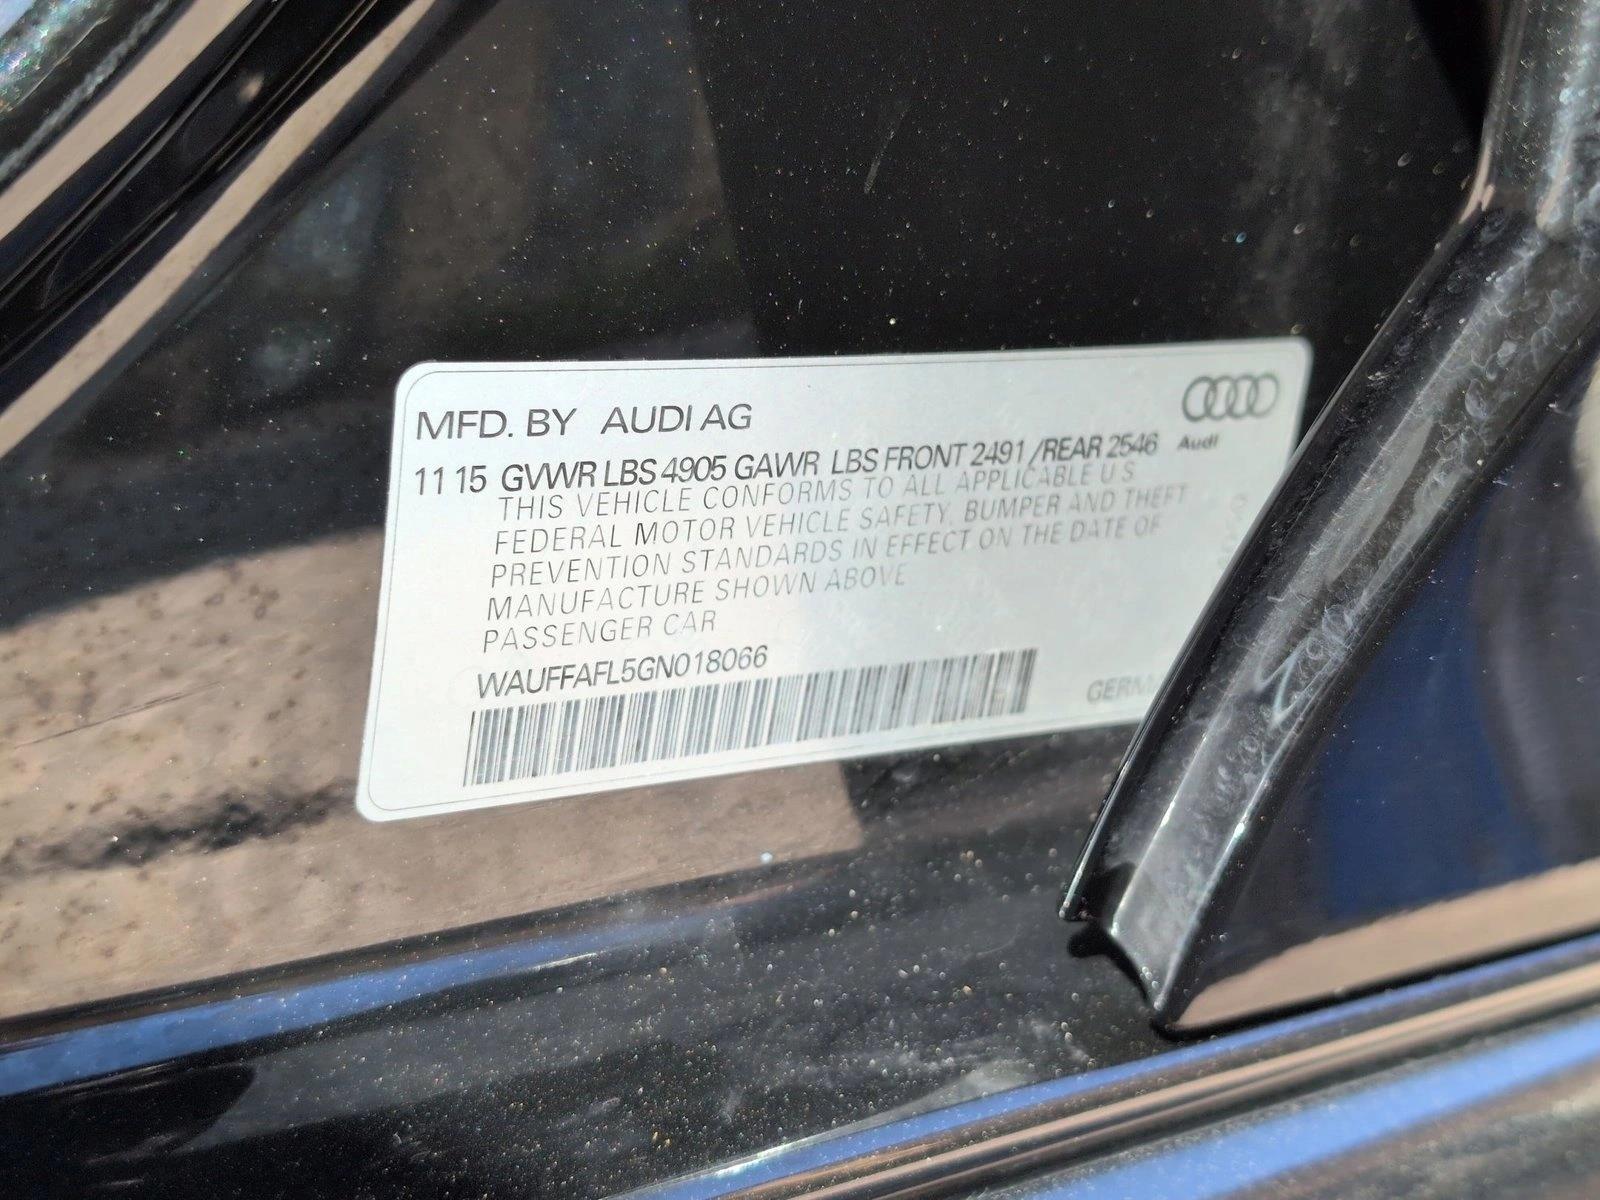 MFD. BY AUDI AG
11 15 GVWR LBS 4905 GAWR LBS FRONT 2491 /REAR 2546
Audi
THIS VEHICLE CONFORMS TO ALL APPLICABLE U S
FEDERAL MOTOR VEHICLE SAFETY, BUMPER AND THEFT
PREVENTION STANDARDS IN EFFECT ON THE DATE OF
MANUFACTURE SHOWN ABOVE
PASSENGER CAR
WAUFFAFL5GN018066
GERM